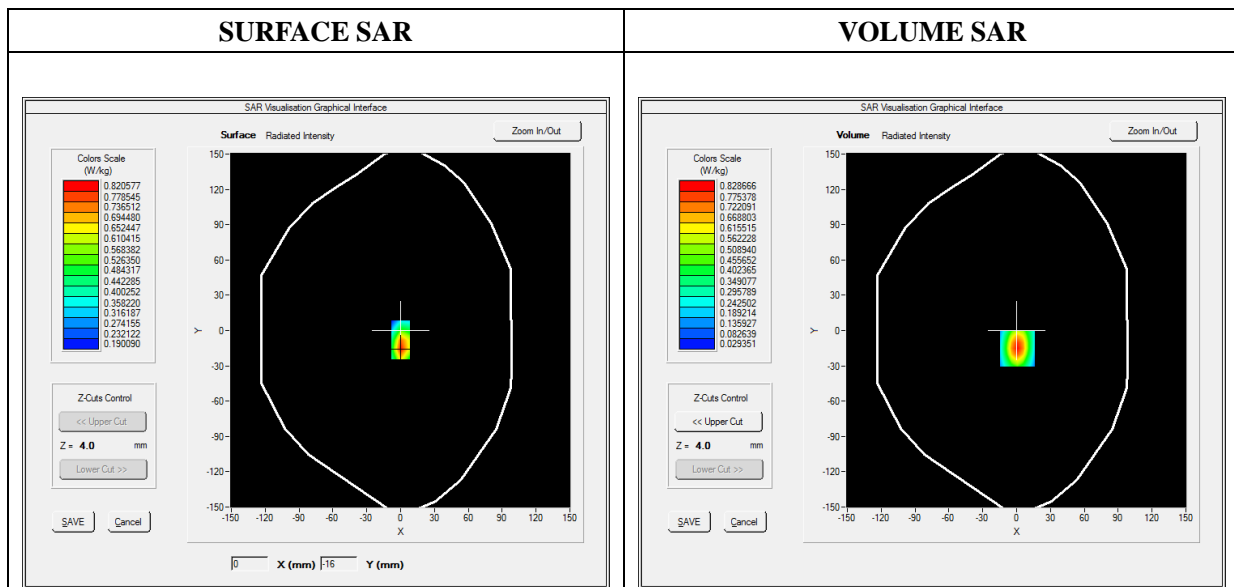 SURFACE SAR
SAR Visualisation Graphical Interface
Surface Radiated Intensity
Zoom In/Out
Colors Scale
(W/kg)
0.820577
0.778545
0.736512
0.694480
0.652447
0.610415
0.568382
0.526350
0.484317
0.442285
0.400252
0.358220
0.316187
0.274155
0.232122
0.190090
Z-Cuts Control
<< Upper Cut
Z = 4.0 mm
Lower Cut >>
SAVE Cancel
150
120
90
60
30
0
-30
-60
-90
-120
-150
Y
-150 -120 -90 -60 -30 0 30 60 90 120 150
X
0 X (mm) -16 Y (mm)
VOLUME SAR
SAR Visualisation Graphical Interface
Volume Radiated Intensity
Zoom In/Out
Colors Scale
(W/kg)
0.828666
0.775378
0.722091
0.668803
0.615515
0.562228
0.508940
0.455652
0.402365
0.349077
0.295789
0.242502
0.189214
0.135927
0.082639
0.029351
Z-Cuts Control
<< Upper Cut
Z = 4.0 mm
Lower Cut >>
SAVE Cancel
150
120
90
60
30
0
-30
-60
-90
-120
-150
Y
-150 -120 -90 -60 -30 0 30 60 90 120 150
X